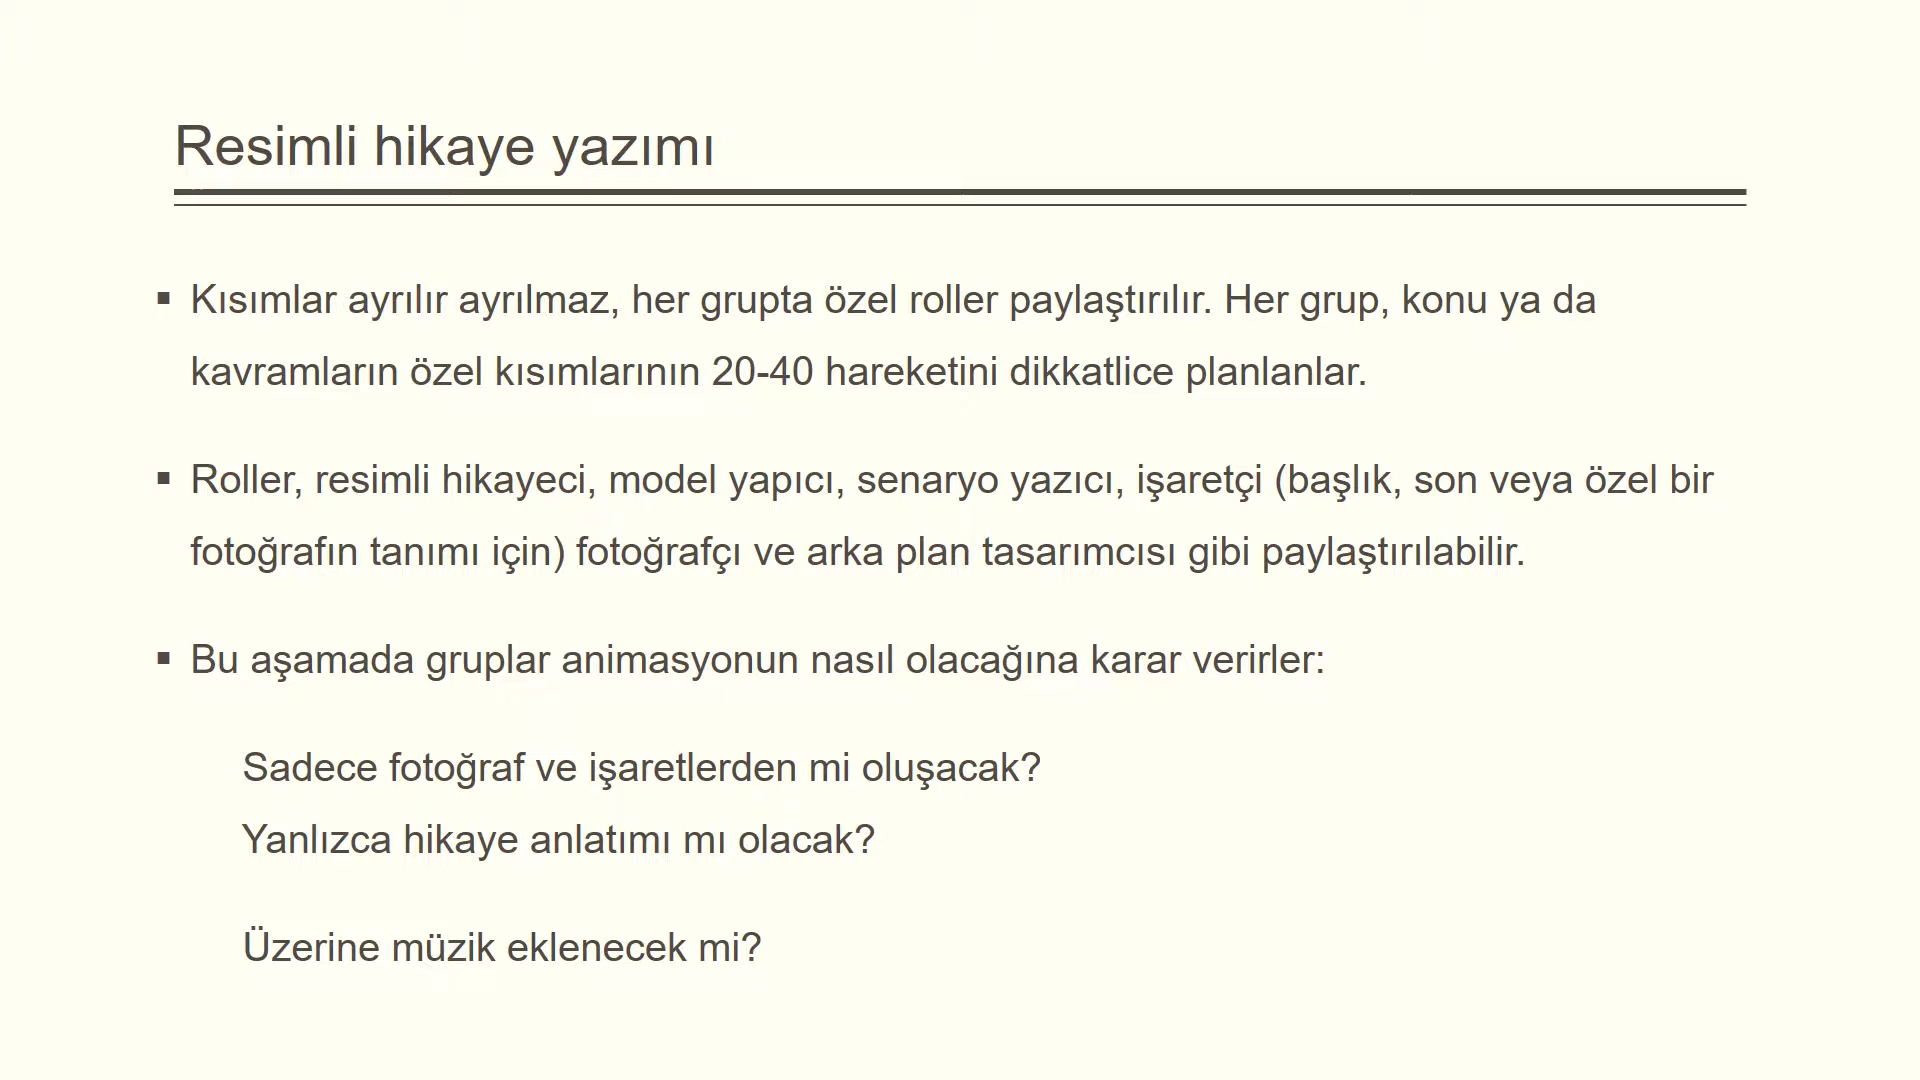 Resimli hikaye yazımı
▪ Kısımlar ayrılır ayrılmaz, her grupta özel roller paylaştırılır. Her grup, konu ya da
kavramların özel kısımlarının 20-40 hareketini dikkatlice planlanlar.
▪ Roller, resimli hikayeci, model yapıcı, senaryo yazıcı, işaretçi (başlık, son veya özel bir
fotoğrafın tanımı için) fotoğrafçı ve arka plan tasarımcısı gibi paylaştırılabilir.
▪ Bu aşamada gruplar animasyonun nasıl olacağına karar verirler:
Sadece fotoğraf ve işaretlerden mi oluşacak?
Yanlızca hikaye anlatımı mı olacak?
Üzerine müzik eklenecek mi?